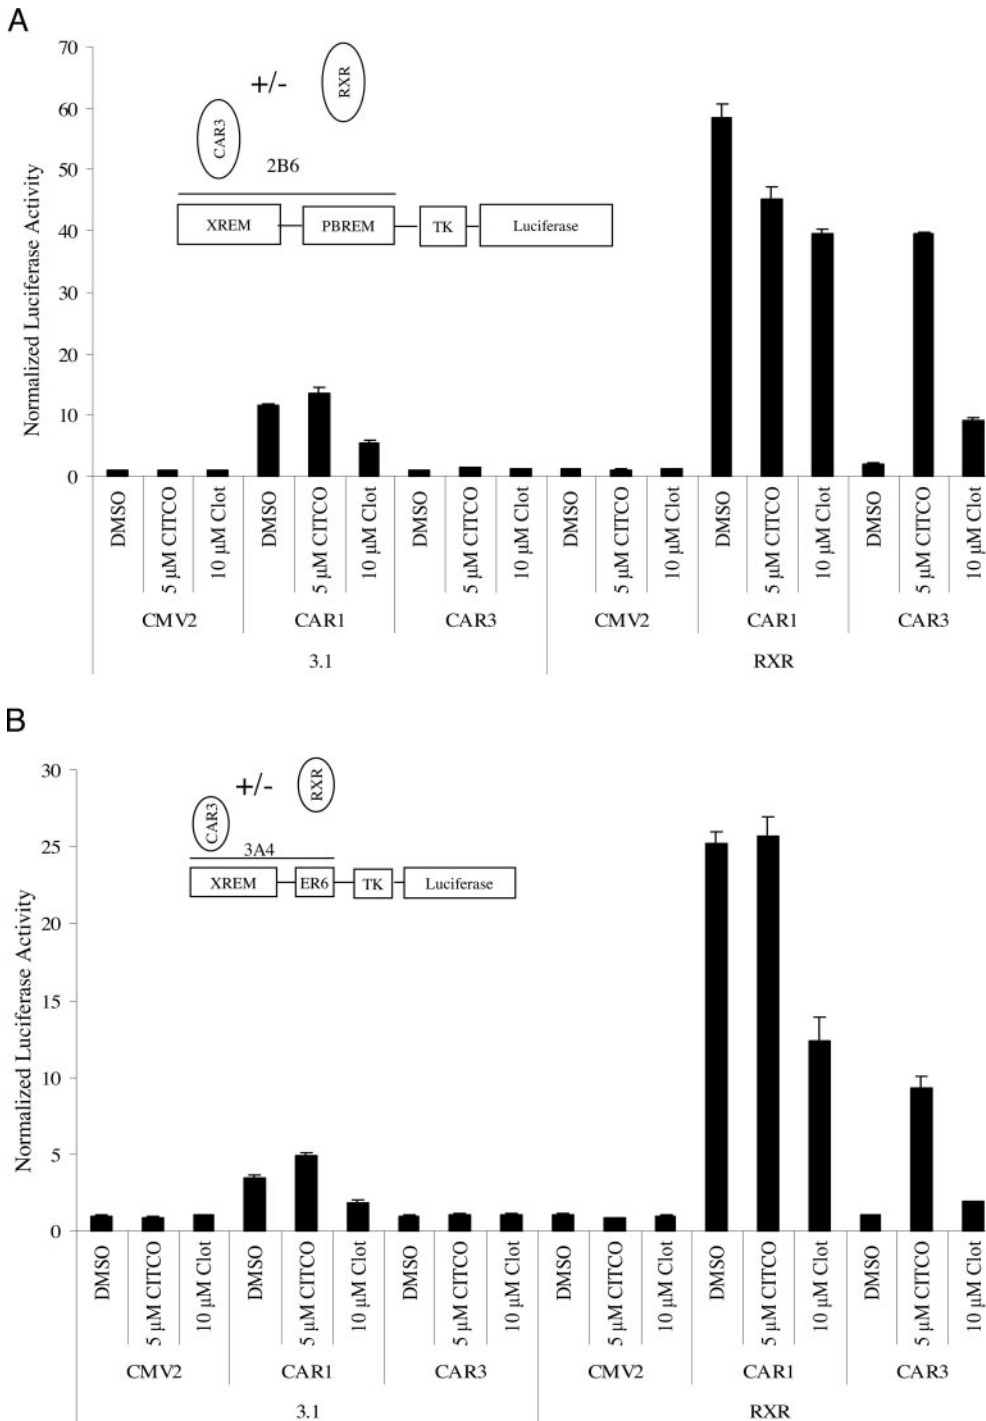 A
Normalized Luciferase Activity
70
60
50
40
30
20
10
0
+/-
RXR
CAR3
2B6
XREM
PBREM
TK
Luciferase
DMSO
5 μM CITCO
10 μM Clot
DMSO
5 μM CITCO
10 μM Clot
DMSO
5 μM CITCO
10 μM Clot
DMSO
5 μM CITCO
10 μM Clot
DMSO
5 μM CITCO
10 μM Clot
DMSO
5 μM CITCO
10 μM Clot
CMV2 CAR1 CAR3 CMV2 CAR1 CAR3
3.1 RXR
B
Normalized Luciferase Activity
30
25
20
15
10
5
0
+/-
RXR
CAR3
3A4
XREM
ER6
TK
Luciferase
DMSO
5 μM CITCO
10 μM Clot
DMSO
5 μM CITCO
10 μM Clot
DMSO
5 μM CITCO
10 μM Clot
DMSO
5 μM CITCO
10 μM Clot
DMSO
5 μM CITCO
10 μM Clot
DMSO
5 μM CITCO
10 μM Clot
CMV2 CAR1 CAR3 CMV2 CAR1 CAR3
3.1 RXR